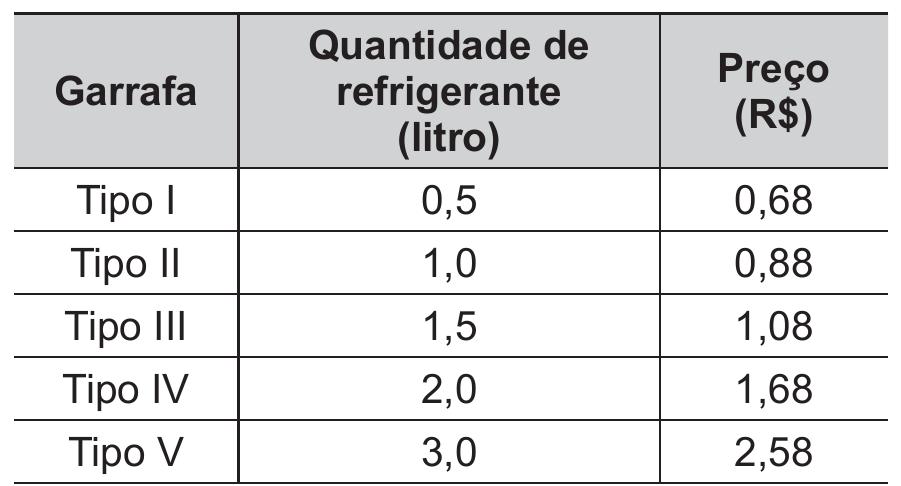 Garrafa Quantidade de refrigerante (litro) Preço (R$)
Tipo I 0,5 0,68
Tipo II 1,0 0,88
Tipo III 1,5 1,08
Tipo IV 2,0 1,68
Tipo V 3,0 2,58